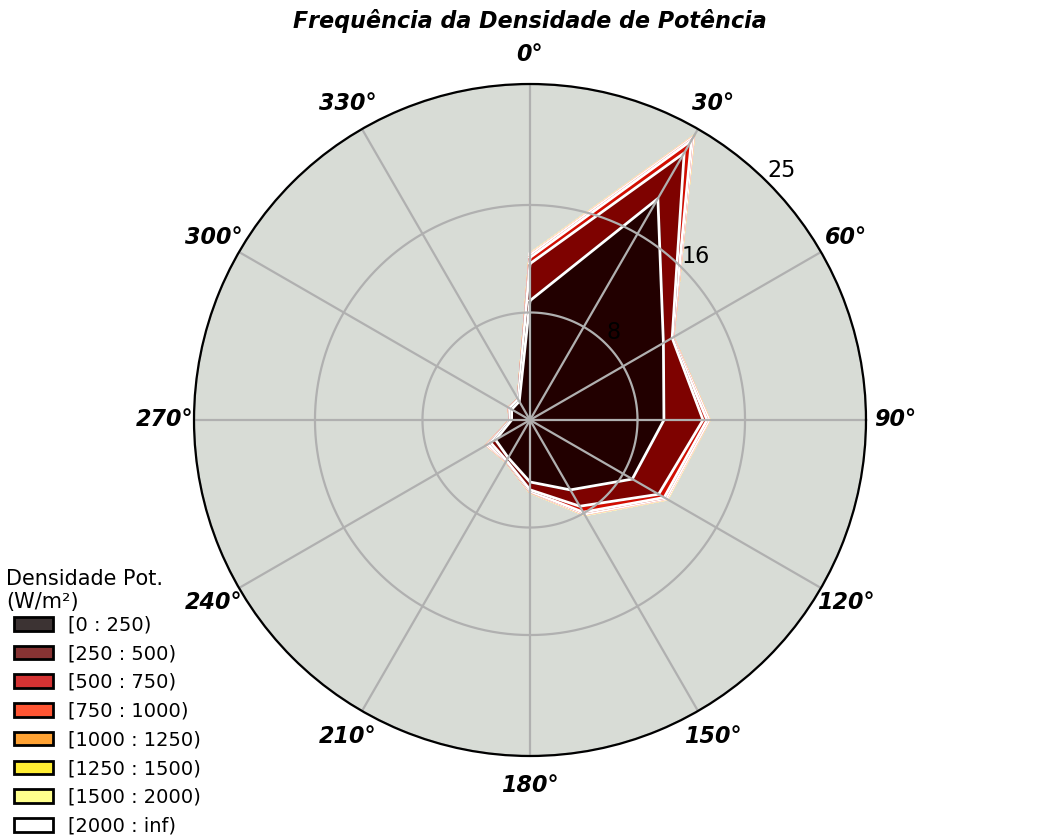 Frequência da Densidade de Potência
0°
330°
30°
25
300°
60°
16
8
270°
90°
240°
120°
210°
150°
180°
Densidade Pot.
(W/m²)
[0 : 250)
[250 : 500)
[500 : 750)
[750 : 1000)
[1000 : 1250)
[1250 : 1500)
[1500 : 2000)
[2000 : inf)